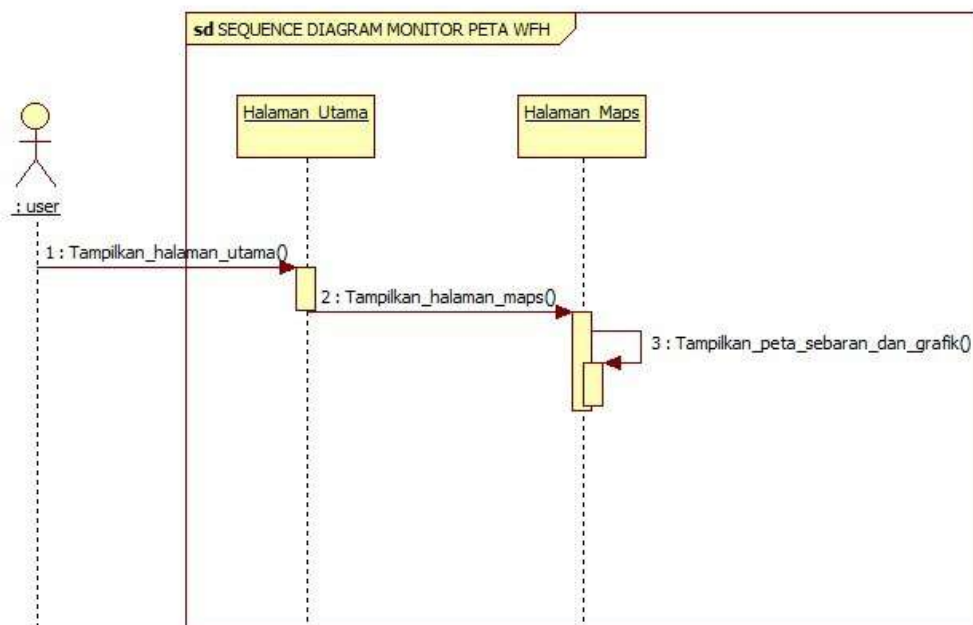 sd SEQUENCE DIAGRAM MONITOR PETA WFH
Halaman_Utama
Halaman_Maps
: user
1 : Tampilkan_halaman_utama()
2 : Tampilkan_halaman_maps()
3 : Tampilkan_peta_sebaran_dan_grafik()